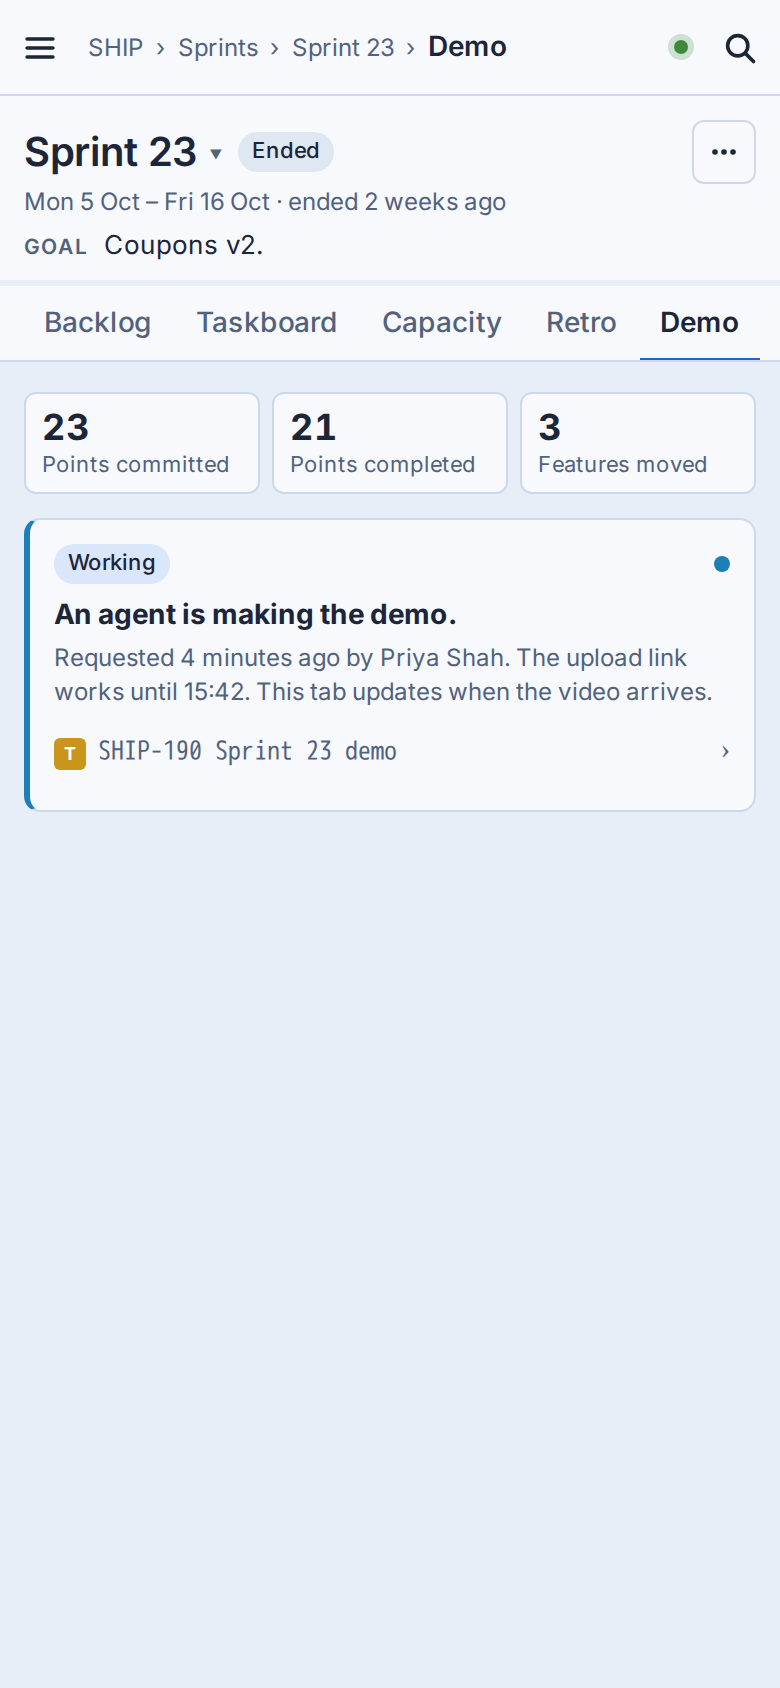 SHIP › Sprints › Sprint 23 › Demo
Sprint 23 ▾ Ended
Mon 5 Oct – Fri 16 Oct · ended 2 weeks ago
GOAL Coupons v2.
Backlog Taskboard Capacity Retro Demo
23 21 3
Points committed Points completed Features moved
Working
An agent is making the demo.
Requested 4 minutes ago by Priya Shah. The upload link
works until 15:42. This tab updates when the video arrives.
T SHIP-190 Sprint 23 demo ›